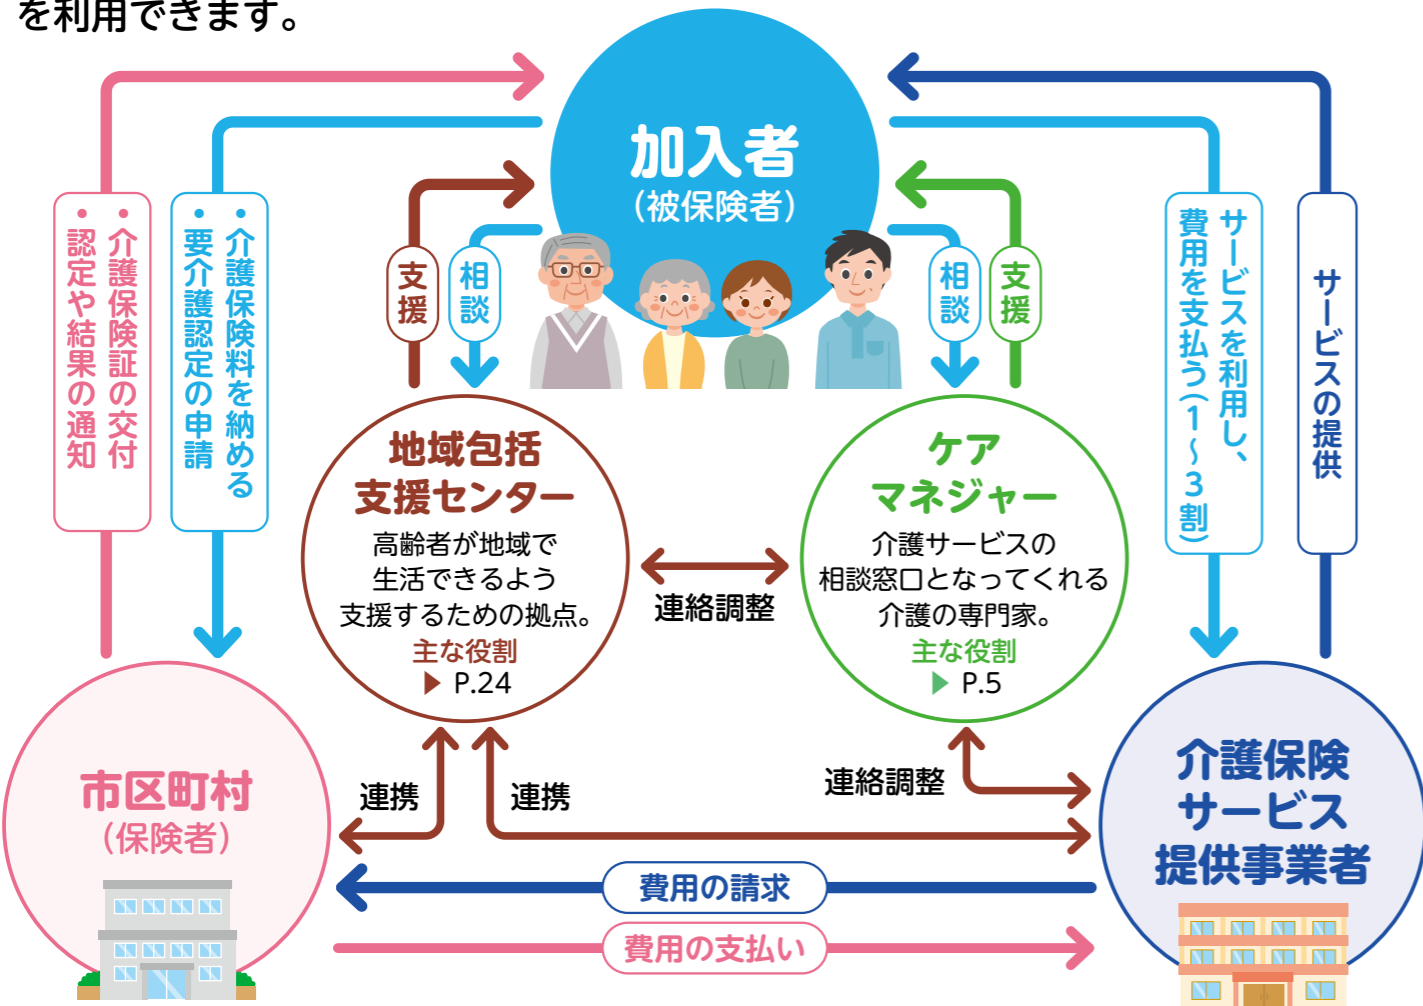 を利用できます。
加入者
（被保険者）
・介護保険証の交付
・認定や結果の通知
・介護保険料を納める
・要介護認定の申請
支援
相談
相談
支援
サービスを利用し、
費用を支払う（1～3割）
サービスの提供
地域包括
支援センター
高齢者が地域で
生活できるよう
支援するための拠点。
主な役割
▶ P.24
連絡調整
ケア
マネジャー
介護サービスの
相談窓口となってくれる
介護の専門家。
主な役割
▶ P.5
市区町村
（保険者）
連携
連携
連絡調整
介護保険
サービス
提供事業者
費用の請求
費用の支払い